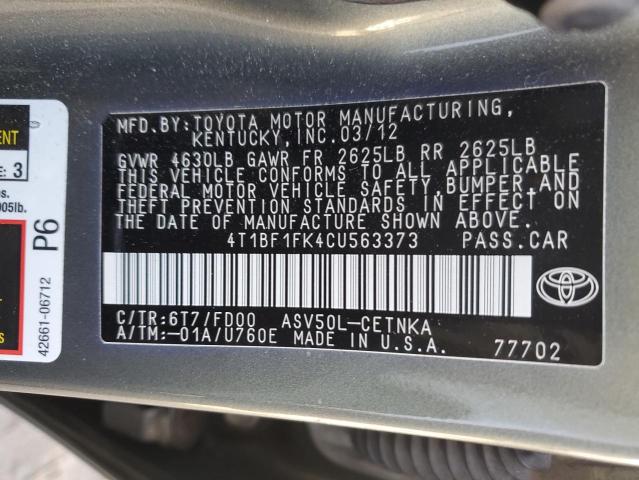 MFD.BY:TOYOTA MOTOR MANUFACTURING,
KENTUCKY, INC. 03/12
GVWR 4630LB GAWR FR 2625LB RR 2625LB
THIS VEHICLE CONFORMS TO ALL APPLICABLE
FEDERAL MOTOR VEHICLE SAFETY, BUMPER, AND
THEFT PREVENTION STANDARDS IN EFFECT ON
THE DATE OF MANUFACTURE SHOWN ABOVE.
4T1BF1FK4CU563373 PASS.CAR
C/TR:6T7/FD00 ASV50L-CETNKA
A/TM:-01A/U760E MADE IN U.S.A. 77702
E: 3
005lb.
P6
42661-06712